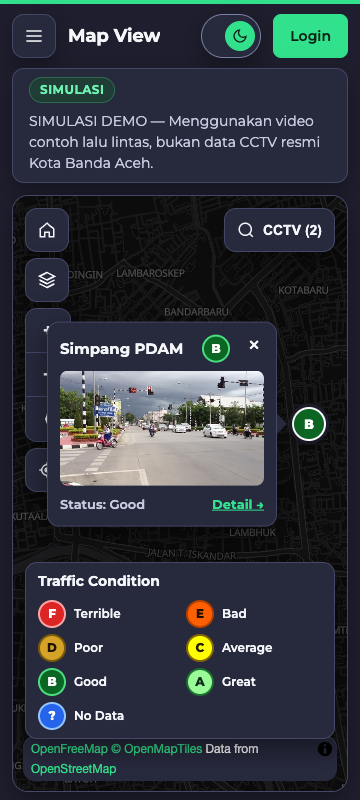 Map View
Login
SIMULASI
SIMULASI DEMO — Menggunakan video
contoh lalu lintas, bukan data CCTV resmi
Kota Banda Aceh.
CCTV (2)
DINGIN
LAMBAROSKEP
KOTABARU
BANDARBARU
Simpang PDAM
B
×
B
Status: Good
Detail →
LAMBHUK
JALAN T. ISKANDAR
Traffic Condition
F Terrible
E Bad
D Poor
C Average
B Good
A Great
? No Data
OpenFreeMap © OpenMapTiles Data from
OpenStreetMap